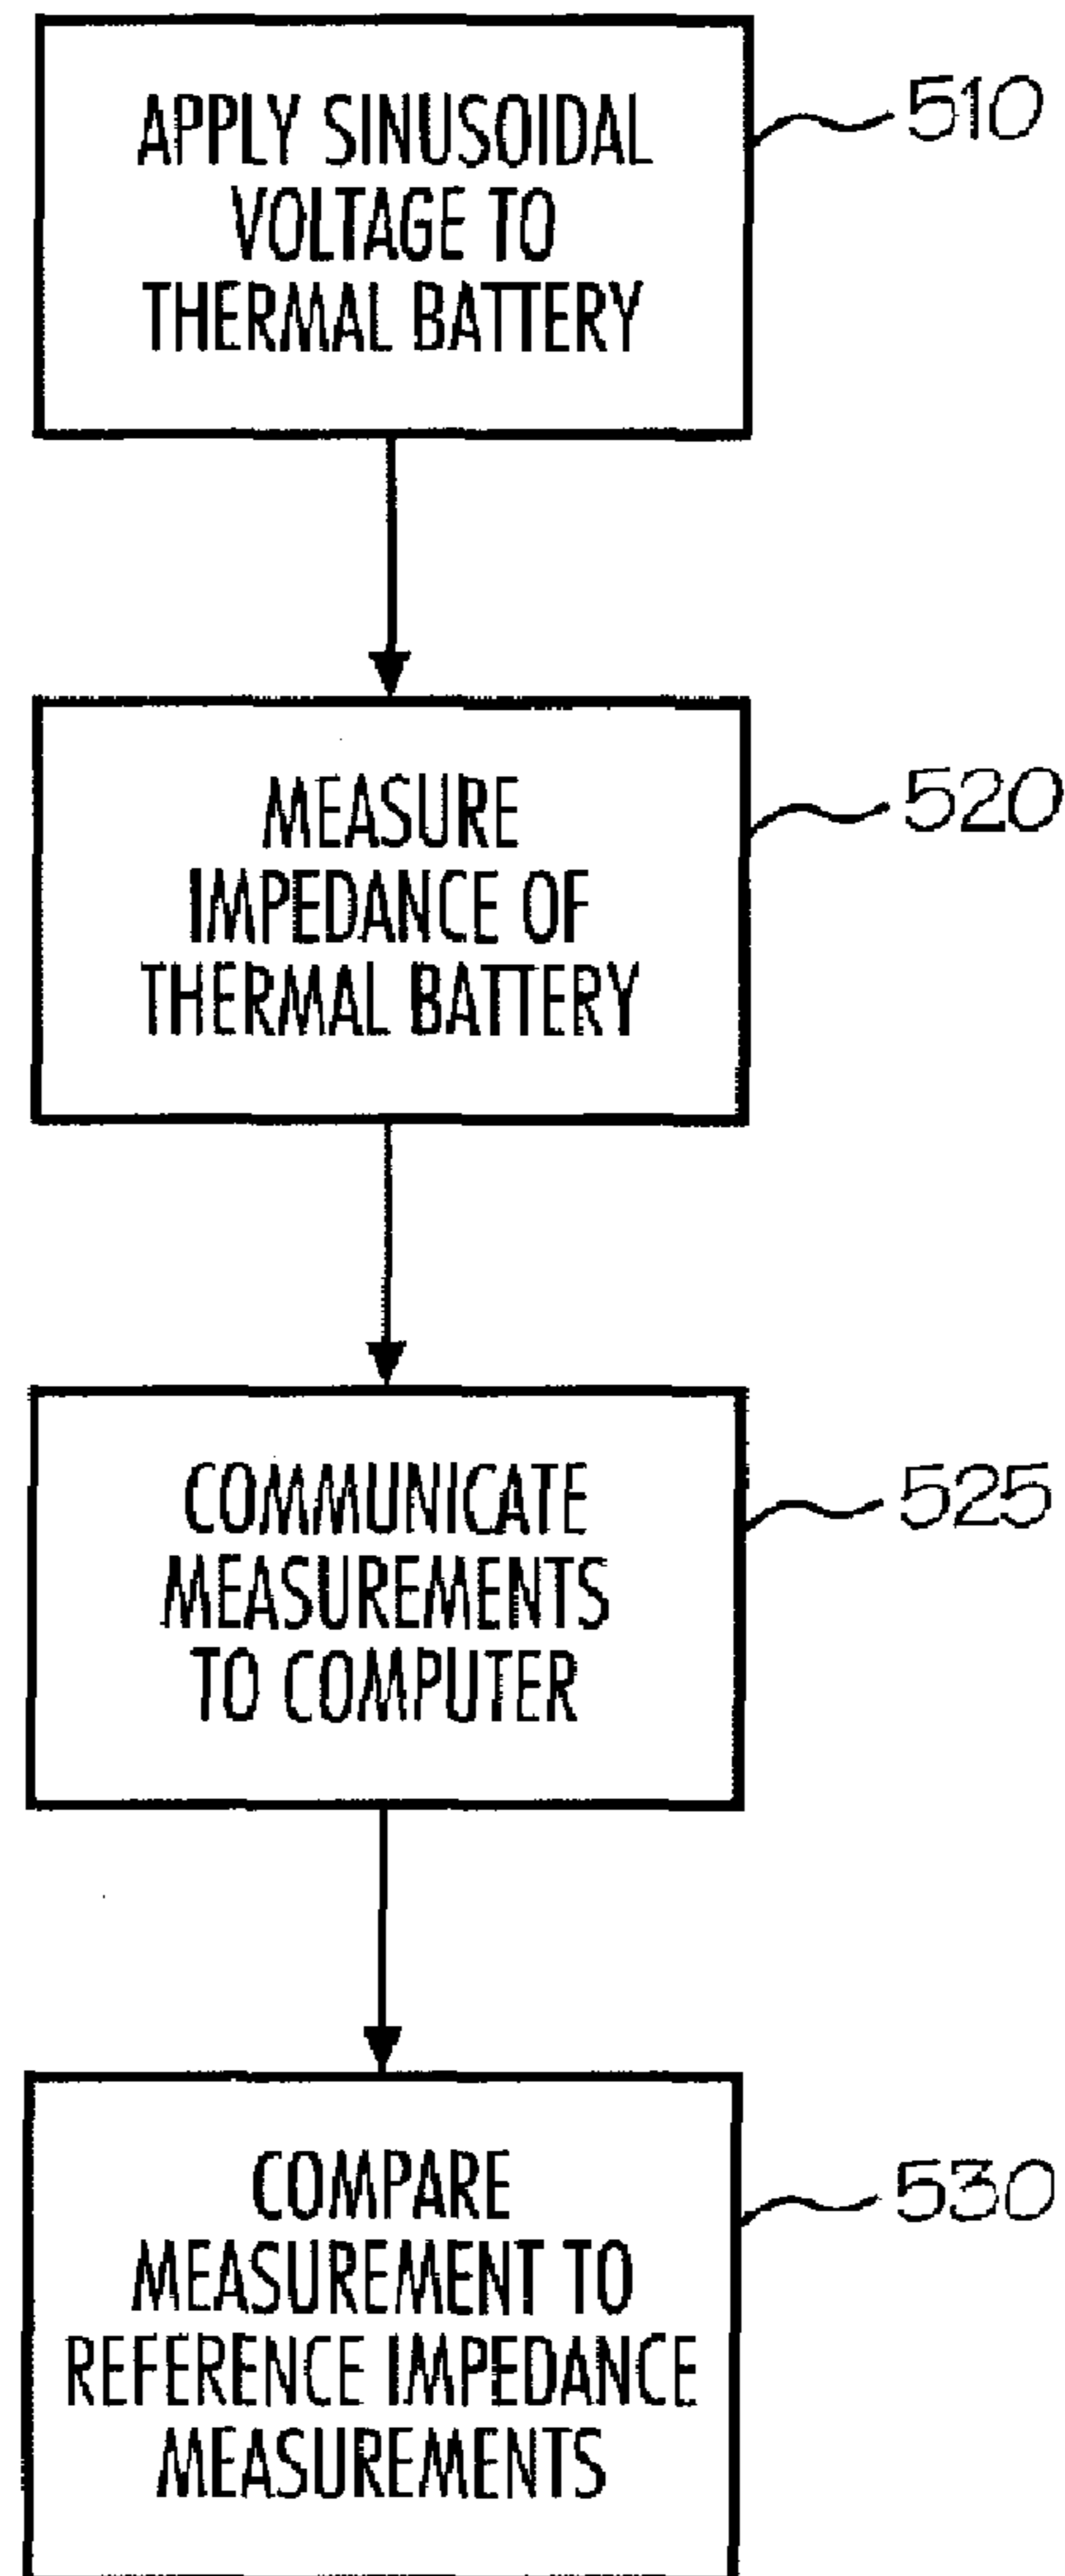 APPLY SINUSOIDAL
VOLTAGE TO
THERMAL BATTERY
510
MEASURE
IMPEDANCE OF
THERMAL BATTERY
520
COMMUNICATE
MEASUREMENTS
TO COMPUTER
525
COMPARE
MEASUREMENT TO
REFERENCE IMPEDANCE
MEASUREMENTS
530